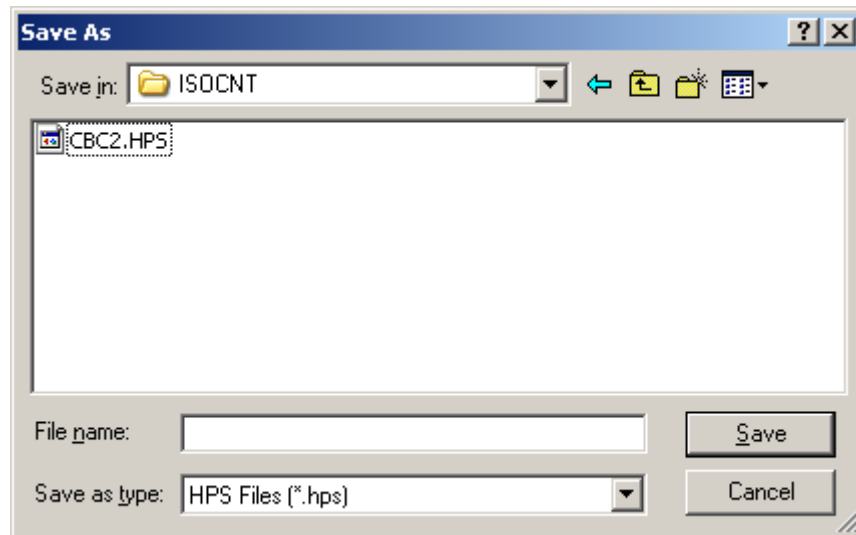 Save As
Save in: ISOCNT
CBC2.HPS
File name:
Save
Save as type: HPS Files (*.hps)
Cancel